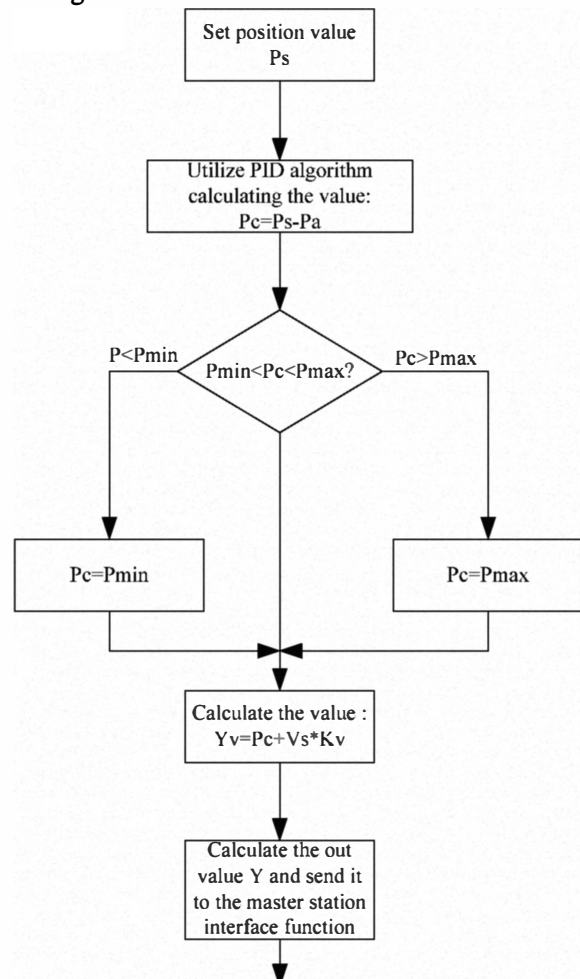 Set position value
Ps
Utilize PID algorithm
calculating the value:
Pc=Ps-Pa
P<Pmin
Pmin<Pc<Pmax?
Pc>Pmax
Pc=Pmin
Pc=Pmax
Calculate the value :
Yv=Pc+Vs*Kv
Calculate the out
value Y and send it
to the master station
interface function